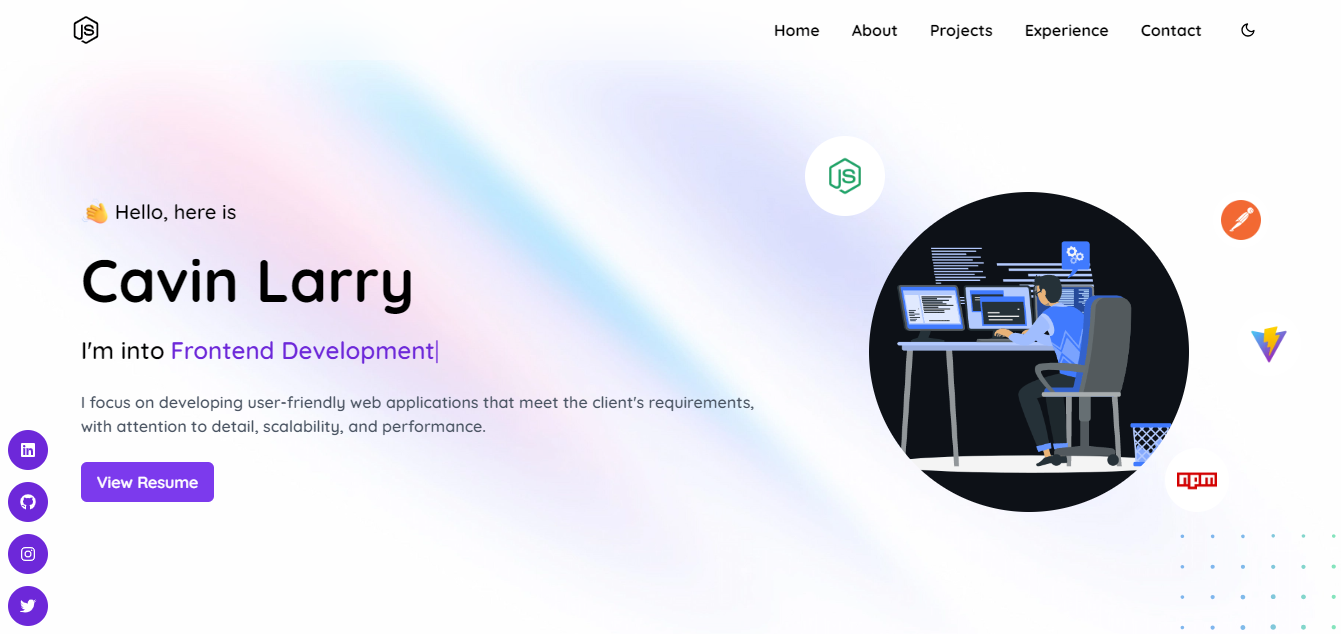 JS
Home About Projects Experience Contact
JS
👋 Hello, here is
Cavin Larry
I'm into Frontend Development|
I focus on developing user-friendly web applications that meet the client's requirements,
with attention to detail, scalability, and performance.
View Resume
in
npm